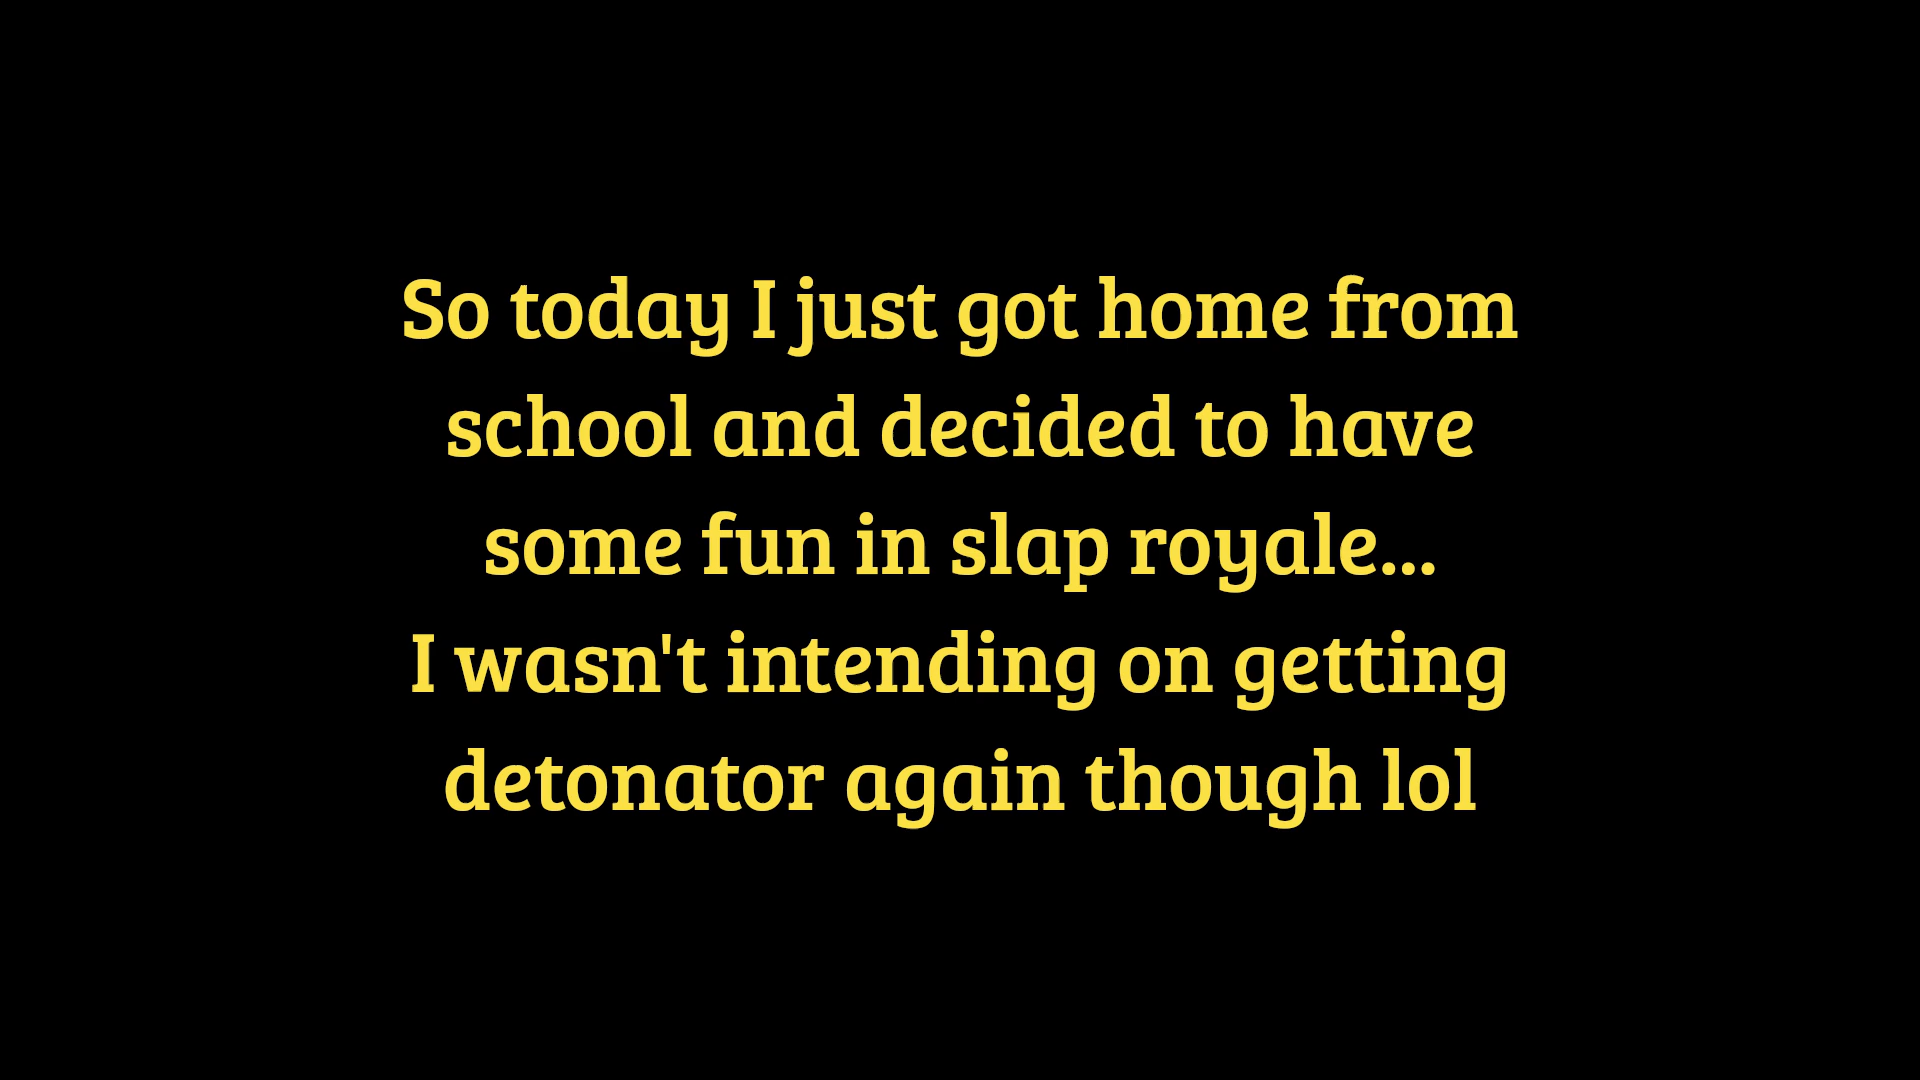 So today I just got home from
school and decided to have
some fun in slap royale...
I wasn't intending on getting
detonator again though lol